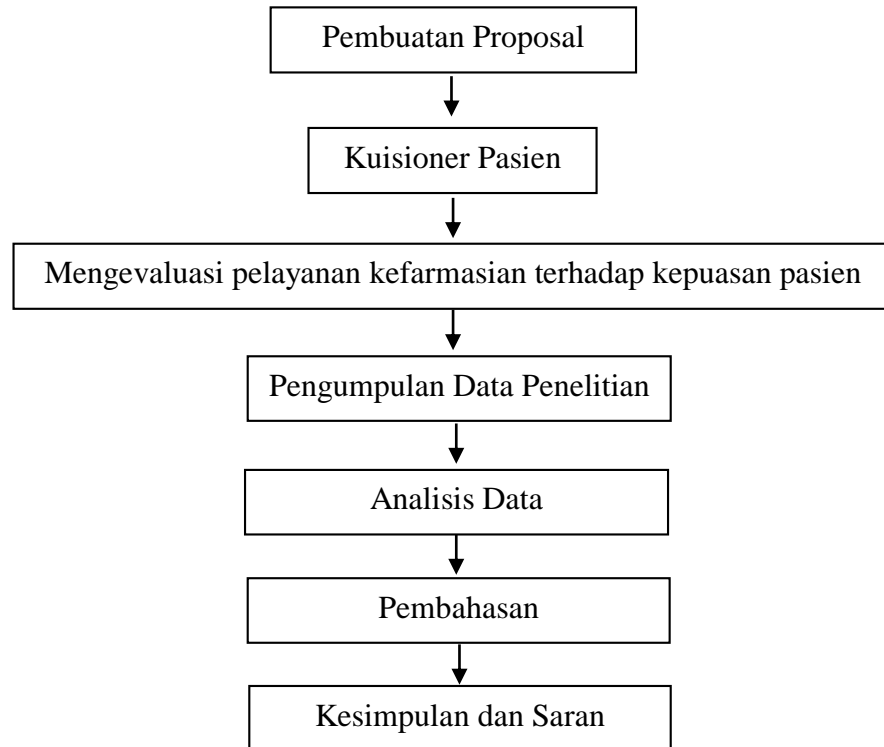 Pembuatan Proposal
Kuisioner Pasien
Mengevaluasi pelayanan kefarmasian terhadap kepuasan pasien
Pengumpulan Data Penelitian
Analisis Data
Pembahasan
Kesimpulan dan Saran